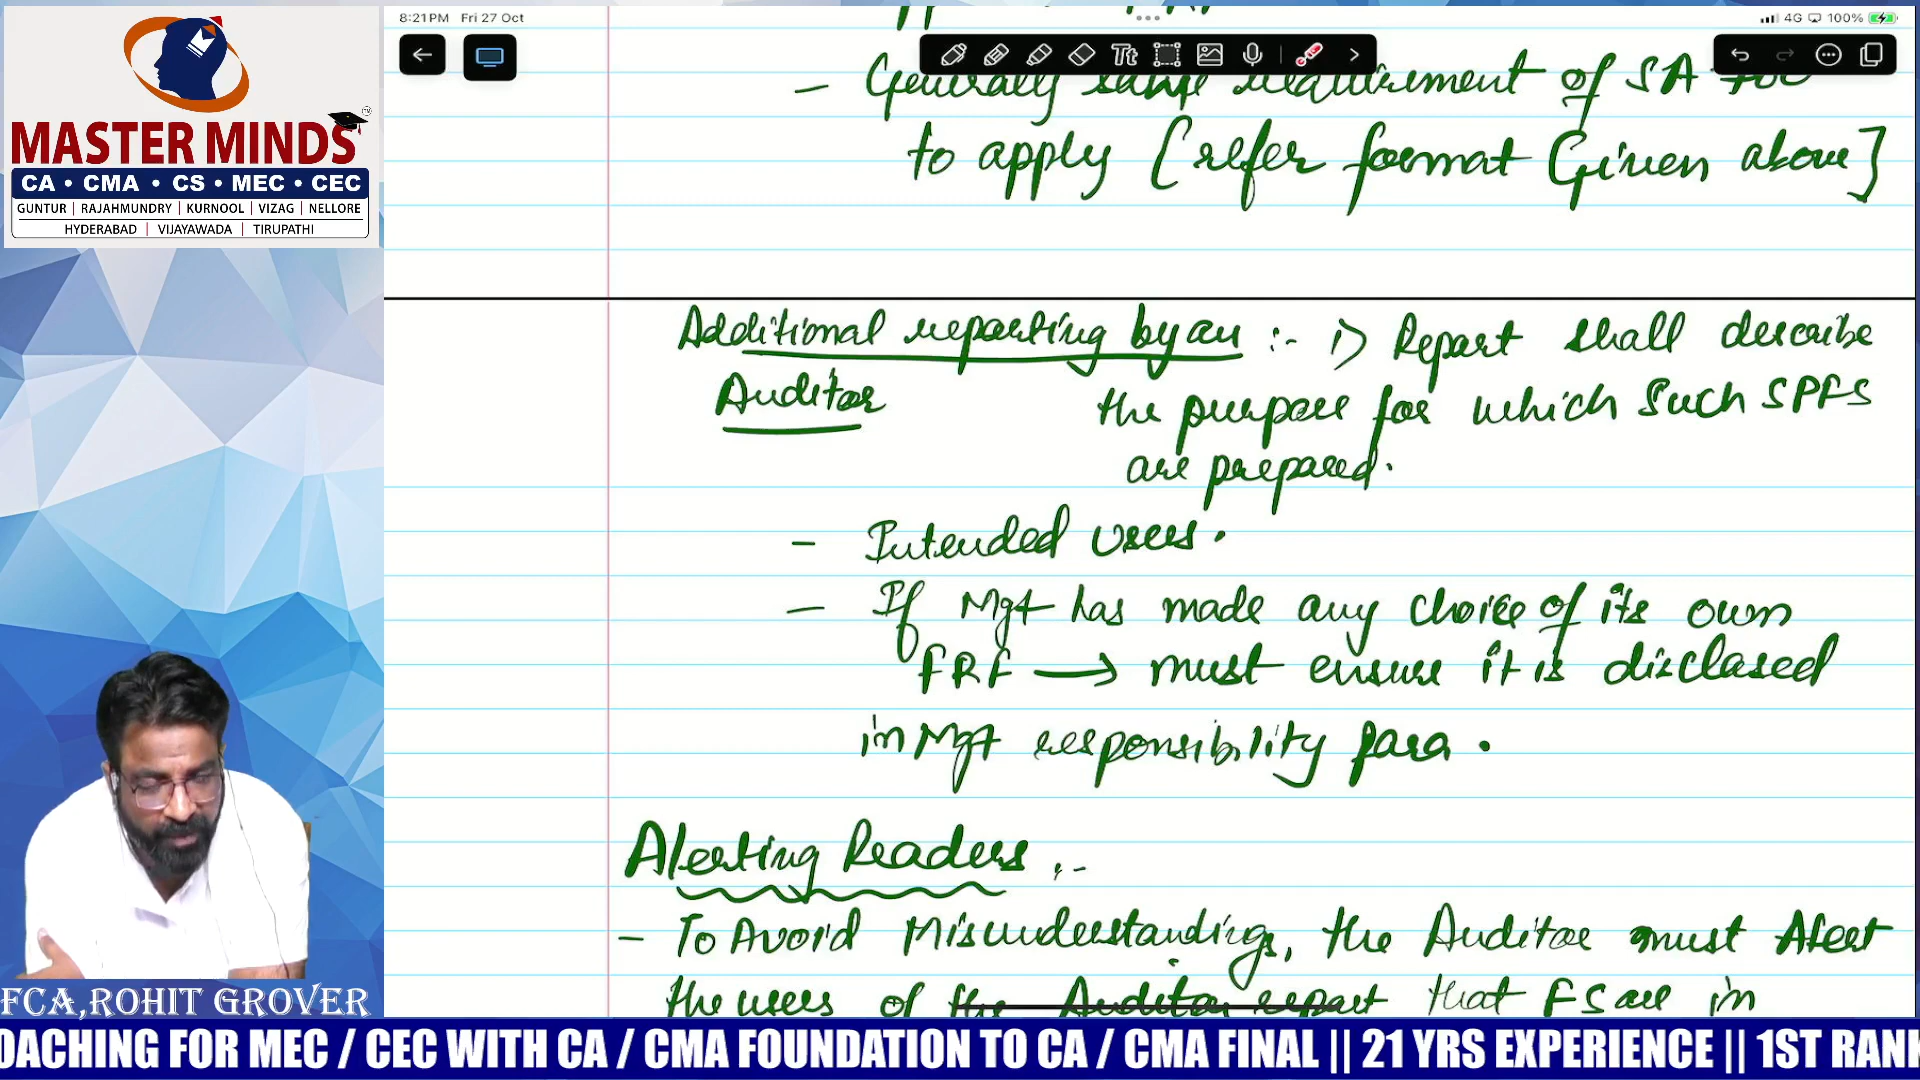 8:21 PM Fri 27 Oct
4G 100%
MASTER MINDS
CA • CMA • CS • MEC • CEC
GUNTUR | RAJAHMUNDRY | KURNOOL | VIZAG | NELLORE
HYDERABAD | VIJAYAWADA | TIRUPATHI
Tt
- Generally same requirement of SA 700
to apply [refer format Given above]
Additional reporting by an :- i) Report shall describe
Auditor the purpose for which such SPFS
are prepared.
- Intended Users.
- If Mgt has made any choice of its own
FRF → must ensure it is disclosed
in Mgt responsibility para.
Alerting Readers :-
- To Avoid Misunderstandings, the Auditor must Alert
the users of the Auditor report that FS are in
FCA,ROHIT GROVER
OACHING FOR MEC / CEC WITH CA / CMA FOUNDATION TO CA / CMA FINAL || 21 YRS EXPERIENCE || 1ST RANK